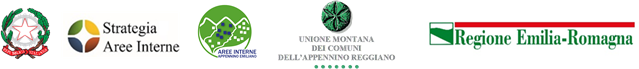 Strategia
Aree Interne
AREE INTERNE
APPENNINO EMILIANO
UNIONE MONTANA
DEI COMUNI
DELL'APPENNINO REGGIANO
Regione Emilia-Romagna